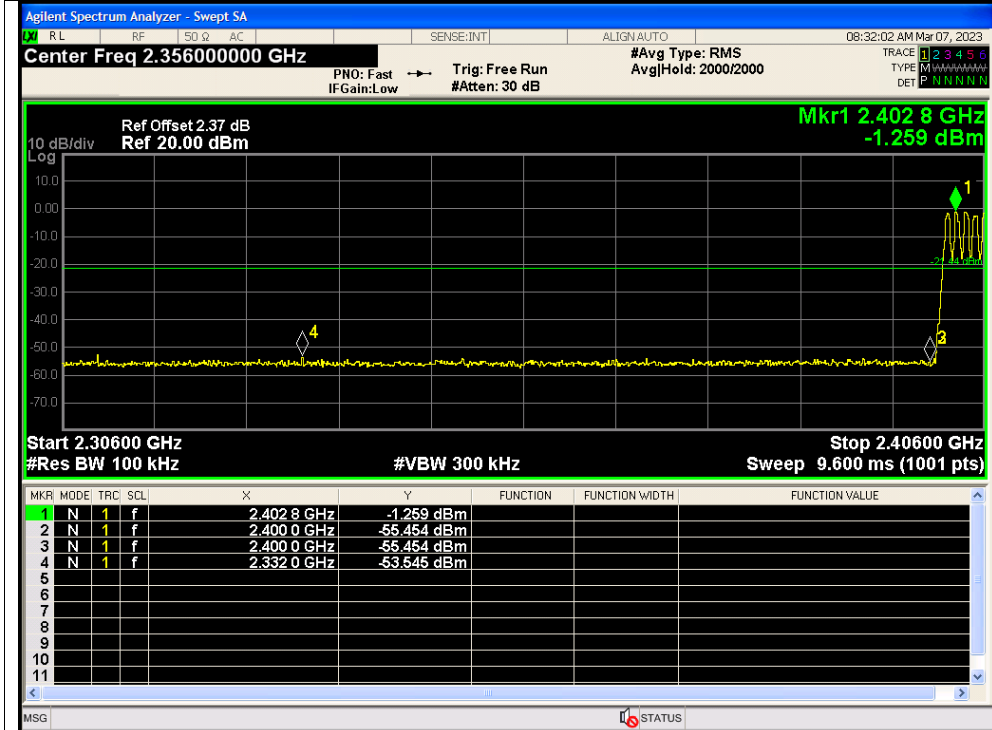 Agilent Spectrum Analyzer - Swept SA
LXI RL RF 50 Ω AC SENSE:INT ALIGN AUTO 08:32:02 AM Mar 07, 2023
Center Freq 2.356000000 GHz #Avg Type: RMS TRACE 1 2 3 4 5 6
PNO: Fast Trig: Free Run Avg|Hold: 2000/2000 TYPE M WWWWW
IFGain:Low #Atten: 30 dB DET P N N N N N
Mkr1 2.402 8 GHz
Ref Offset 2.37 dB -1.259 dBm
10 dB/div Ref 20.00 dBm
Log
10.0
1
0.00
-10.0
-20.0
-21.44 dBm
-30.0
-40.0
4
3
-50.0
-60.0
-70.0
Start 2.30600 GHz Stop 2.40600 GHz
#Res BW 100 kHz #VBW 300 kHz Sweep 9.600 ms (1001 pts)
MKR MODE TRC SCL X Y FUNCTION FUNCTION WIDTH FUNCTION VALUE
1 N 1 f 2.402 8 GHz -1.259 dBm
2 N 1 f 2.400 0 GHz -55.454 dBm
3 N 1 f 2.400 0 GHz -55.454 dBm
4 N 1 f 2.332 0 GHz -53.545 dBm
5
6
7
8
9
10
11
MSG STATUS